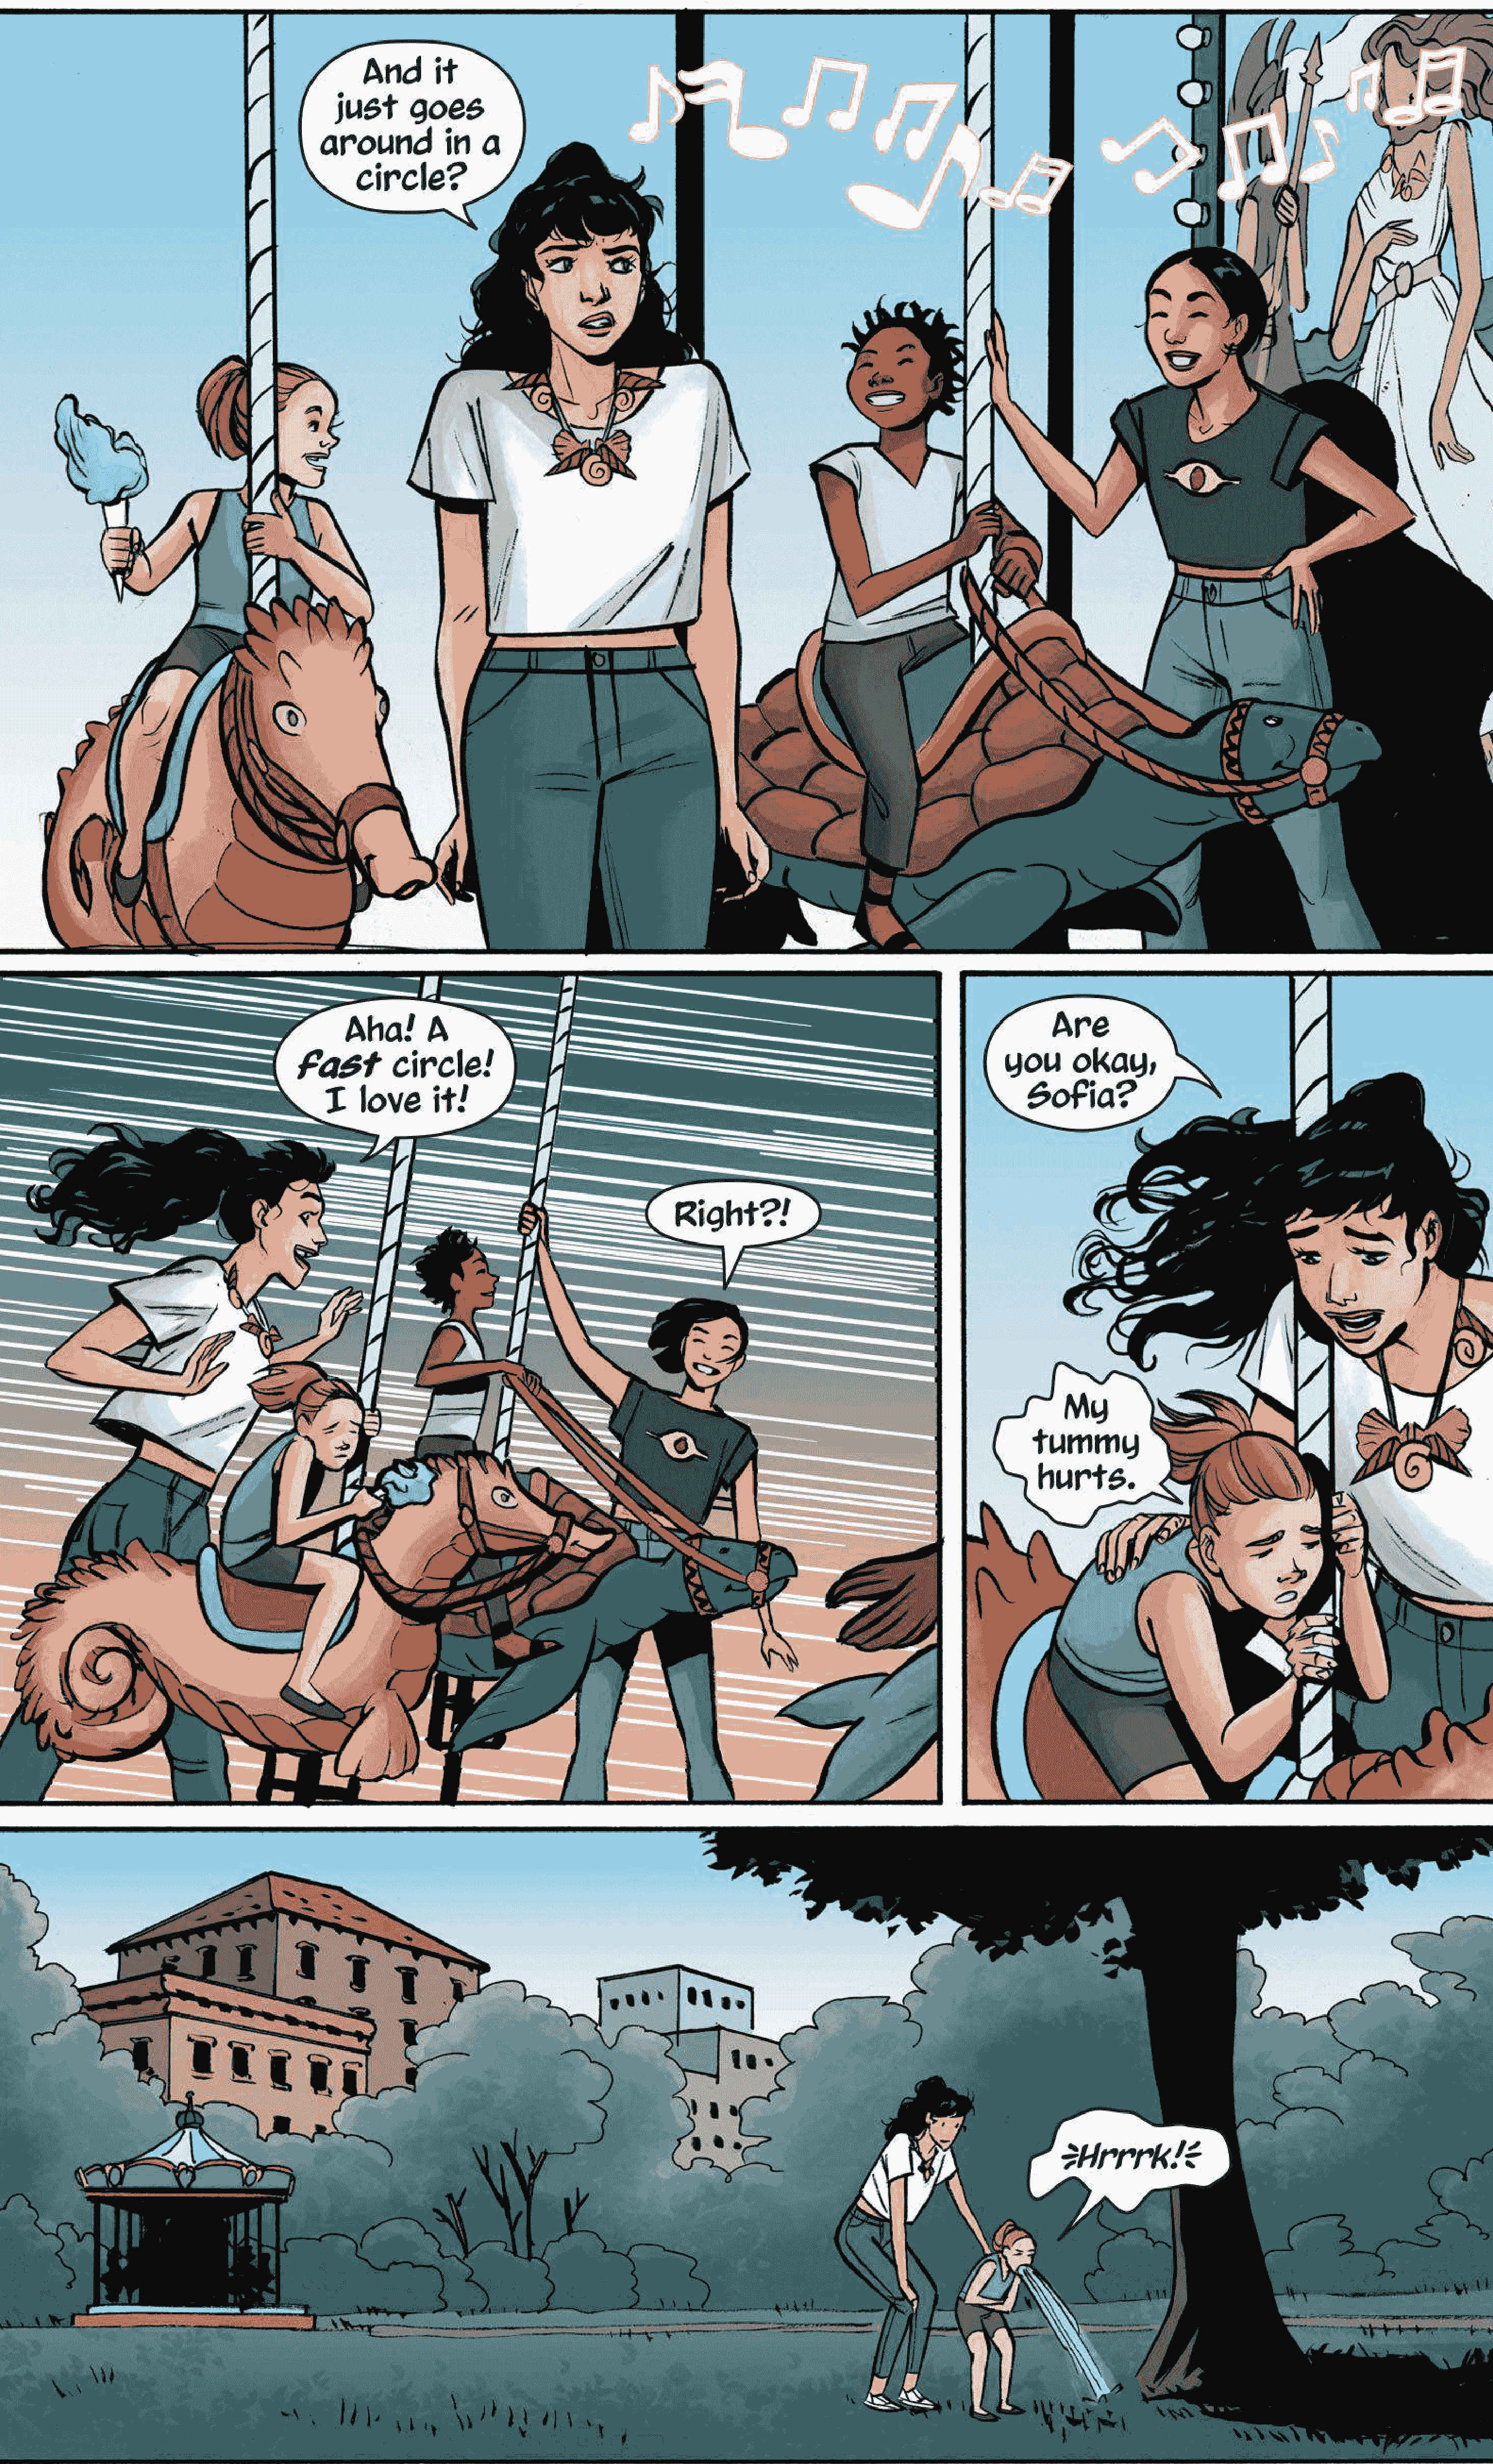 And it
just goes
around in a
circle?
Aha! A
fast circle!
I love it!
Right?!
Are
you okay,
Sofia?
My
tummy
hurts.
Hrrrk!